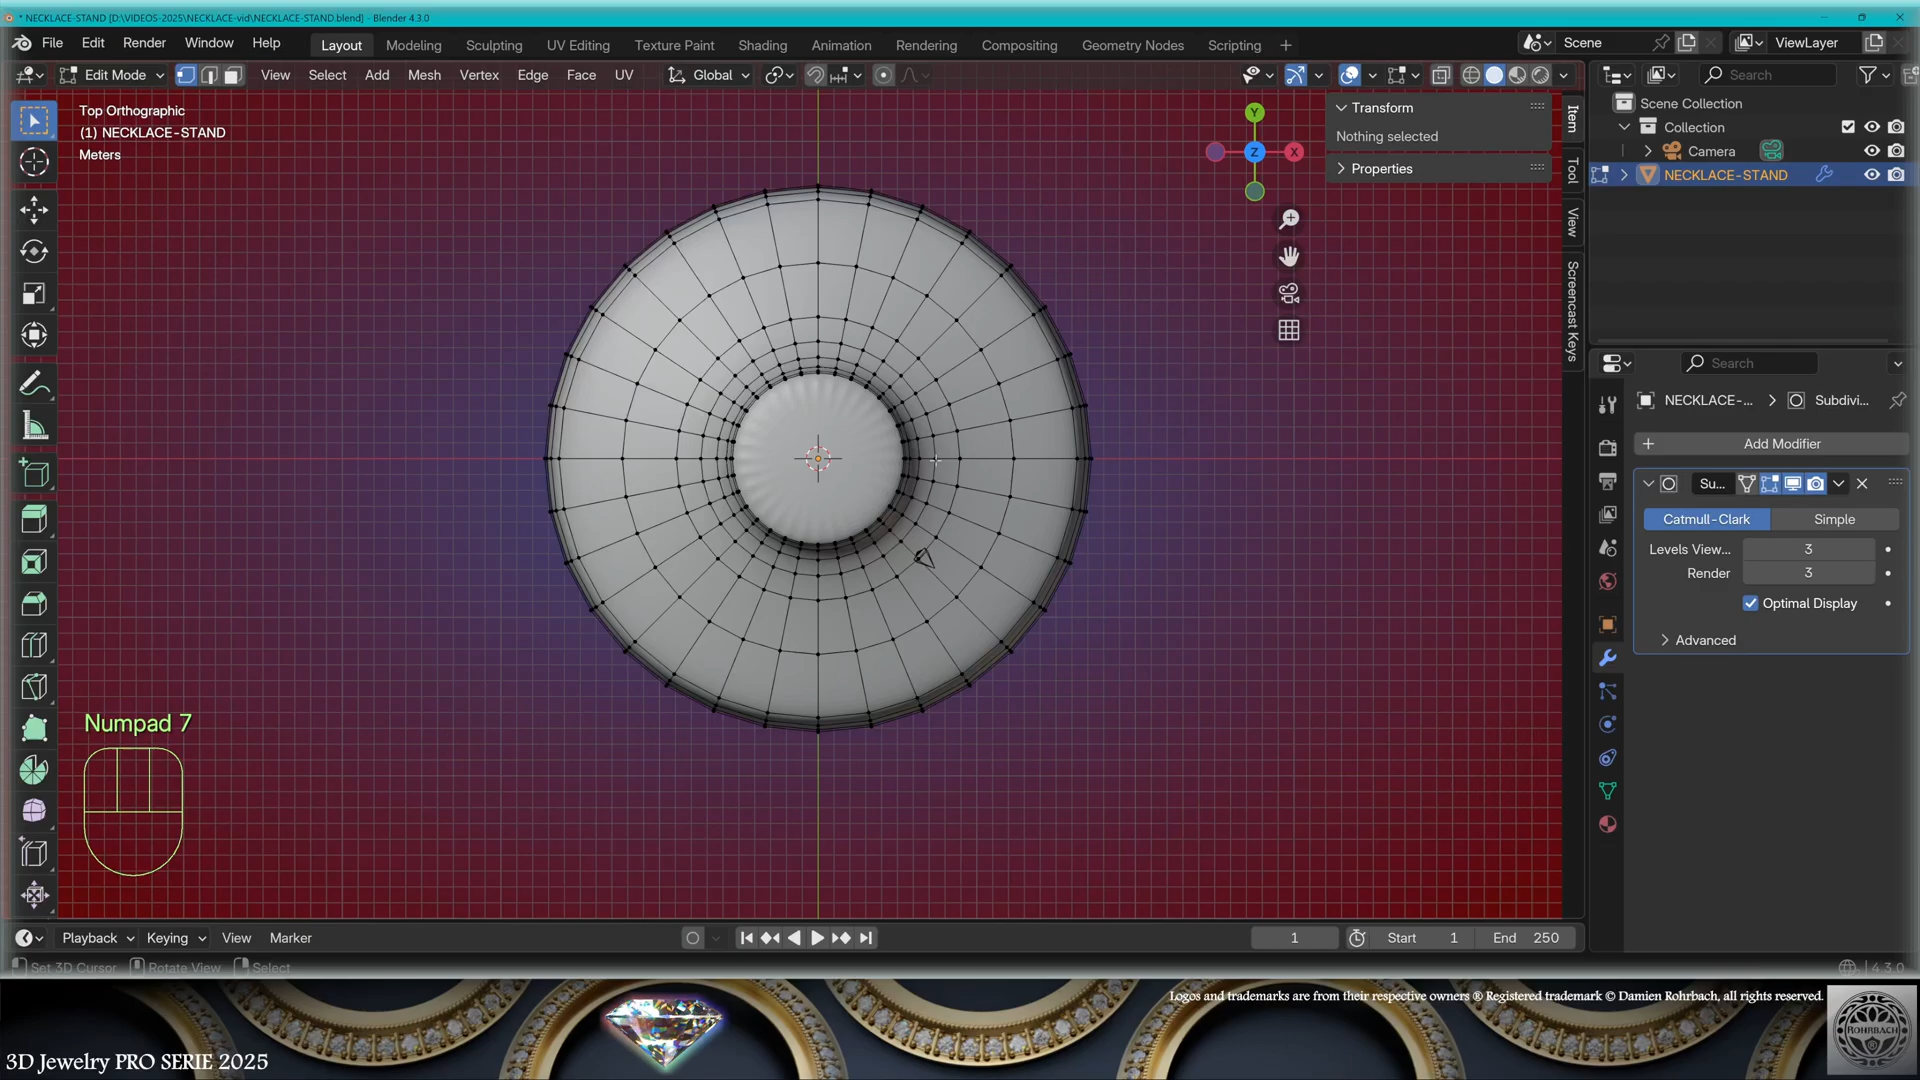 * NECKLACE-STAND [D:\VIDEOS-2025\NECKLACE-vid\NECKLACE-STAND.blend] - Blender 4.3.0
File Edit Render Window Help
Layout Modeling Sculpting UV Editing Texture Paint Shading Animation Rendering Compositing Geometry Nodes Scripting +
Scene
ViewLayer
Edit Mode View Select Add Mesh Vertex Edge Face UV
Global
Search
Top Orthographic
(1) NECKLACE-STAND
Meters
Y
X
Z
Transform
Nothing selected
Properties
Item
Tool
View
Screencast Keys
Scene Collection
Collection
Camera
NECKLACE-STAND
Search
NECKLACE-... Subdivi...
Add Modifier
Su...
Catmull-Clark Simple
Levels View... 3
Render 3
Optimal Display
Advanced
Numpad 7
Playback Keying View Marker
1
Start 1
End 250
Set 3D Cursor Rotate View Select
4.3.0
Logos and trademarks are from their respective owners ® Registered trademark © Damien Rohrbach, all rights reserved.
ROHRBACH
3D Jewelry PRO SERIE 2025